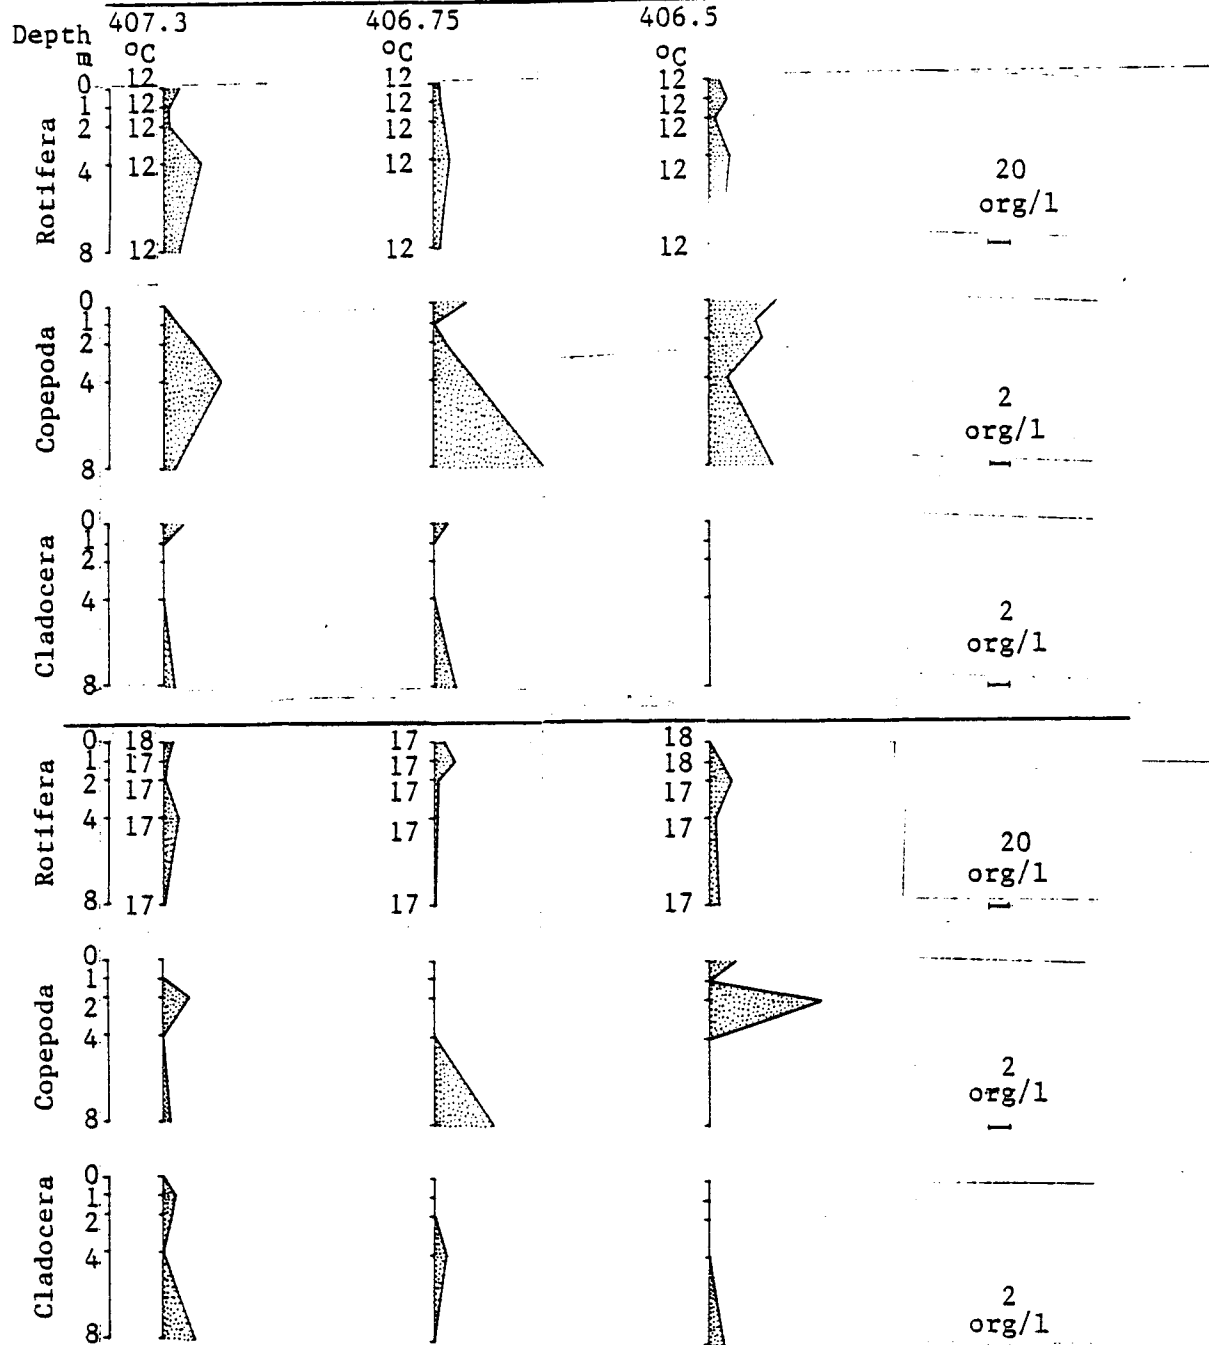 407.3 406.75 406.5
Depth
m °C °C °C
0 12 12 12
1 12 12 12
2 12 12 12
4 12 12 12
8 12 12 12
Rotifera
20
org/l
0
1
2
4
8
Copepoda
2
org/l
0
1
2
4
8
Cladocera
2
org/l
0 18 17 18
1 17 17 18
2 17 17 17
4 17 17 17
8 17 17 17
Rotifera
20
org/l
0
1
2
4
8
Copepoda
2
org/l
0
1
2
4
8
Cladocera
2
org/l